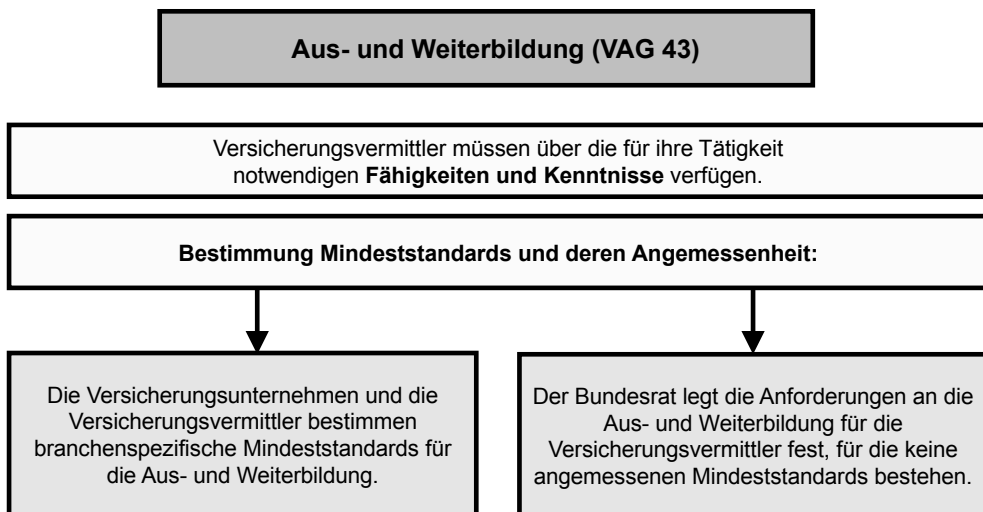 Aus- und Weiterbildung (VAG 43)
Versicherungsvermittler müssen über die für ihre Tätigkeit
notwendigen Fähigkeiten und Kenntnisse verfügen.
Bestimmung Mindeststandards und deren Angemessenheit:
Die Versicherungsunternehmen und die
Versicherungsvermittler bestimmen
branchenspezifische Mindeststandards für
die Aus- und Weiterbildung.
Der Bundesrat legt die Anforderungen an die
Aus- und Weiterbildung für die
Versicherungsvermittler fest, für die keine
angemessenen Mindeststandards bestehen.